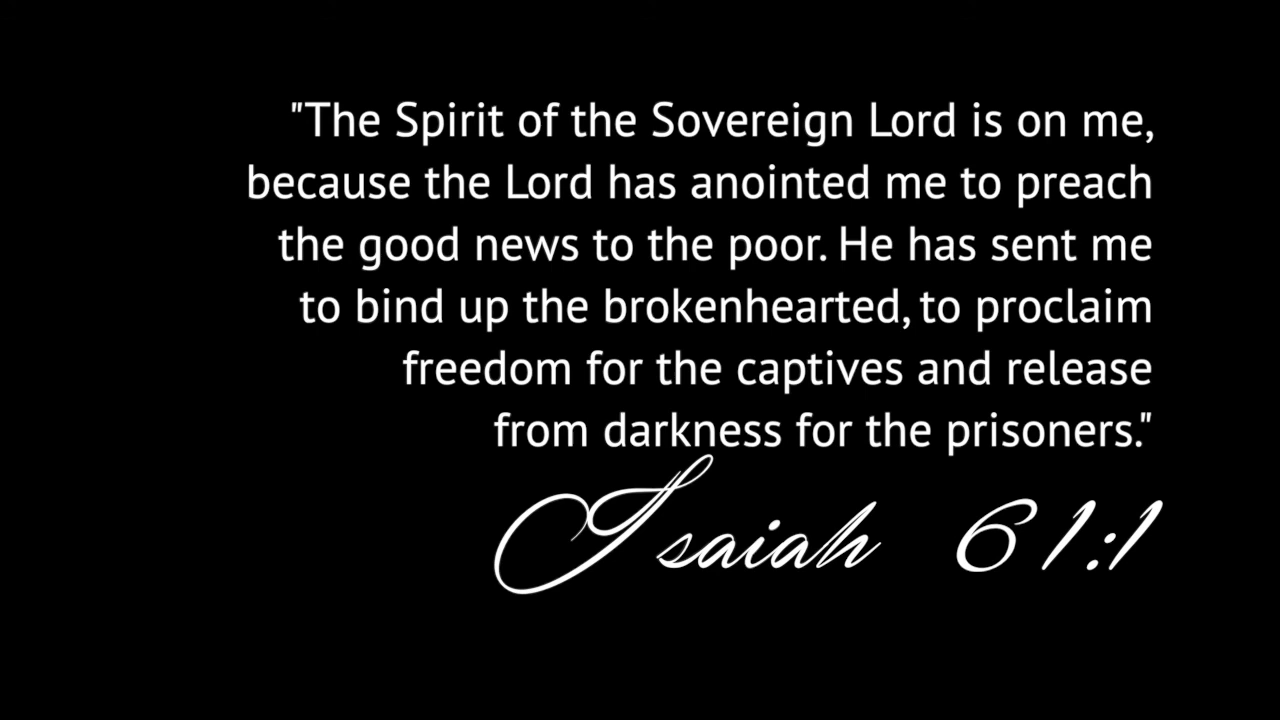 "The Spirit of the Sovereign Lord is on me,
because the Lord has anointed me to preach
the good news to the poor. He has sent me
to bind up the brokenhearted, to proclaim
freedom for the captives and release
from darkness for the prisoners."
Isaiah 61:1